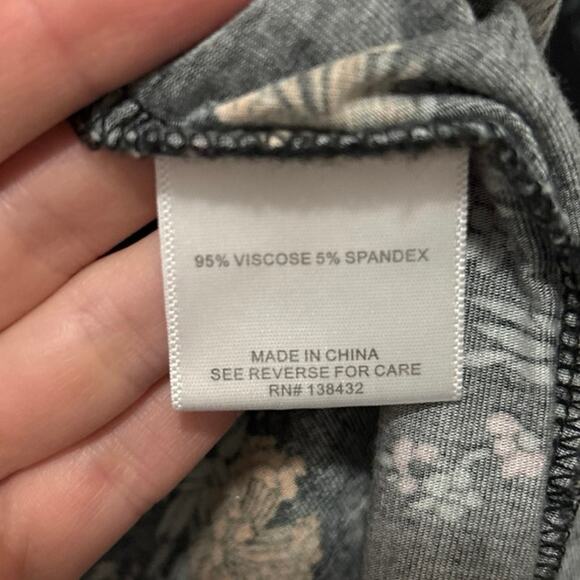 95% VISCOSE 5% SPANDEX
MADE IN CHINA
SEE REVERSE FOR CARE
RN# 138432